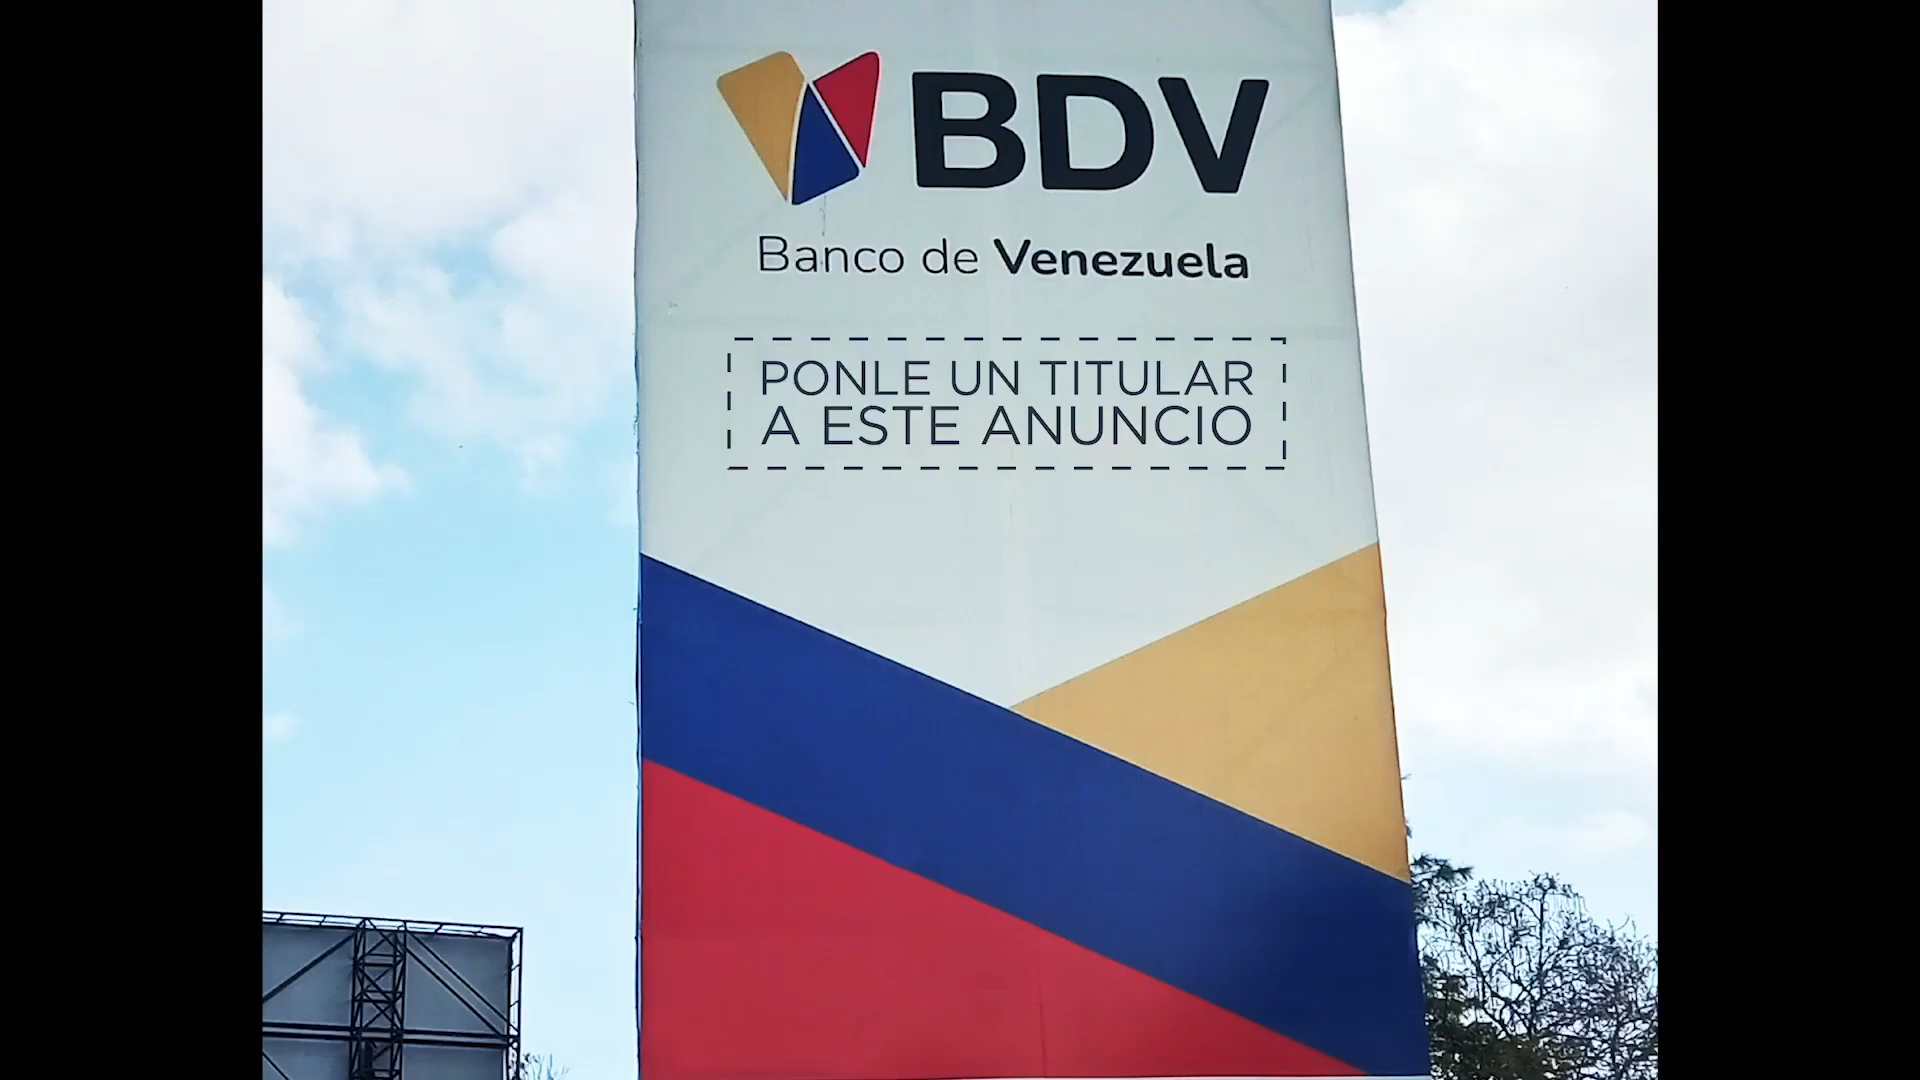 BDV
Banco de Venezuela
PONLE UN TITULAR
A ESTE ANUNCIO